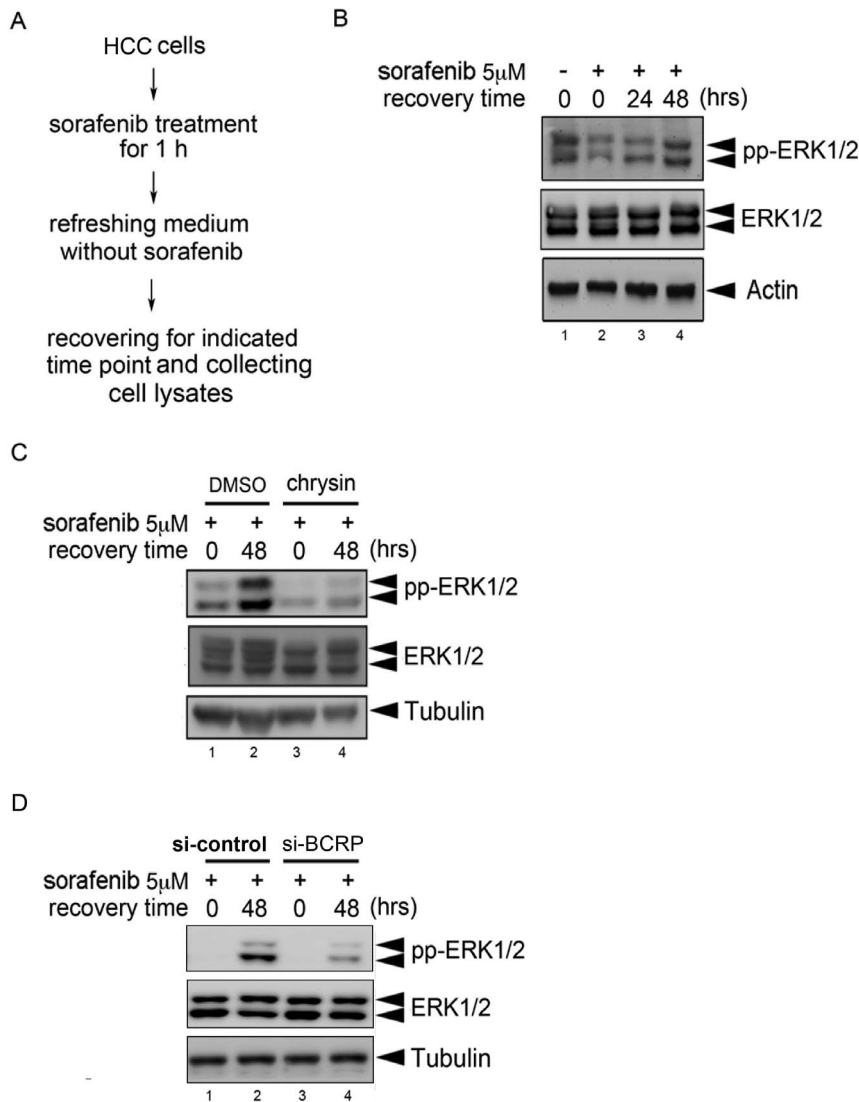 A
HCC cells
sorafenib treatment
for 1 h
refreshing medium
without sorafenib
recovering for indicated
time point and collecting
cell lysates
B
sorafenib 5μM - + + +
recovery time 0 0 24 48 (hrs)
pp-ERK1/2
ERK1/2
Actin
1 2 3 4
C
DMSO chrysin
sorafenib 5μM + + + +
recovery time 0 48 0 48 (hrs)
pp-ERK1/2
ERK1/2
Tubulin
1 2 3 4
D
si-control si-BCRP
sorafenib 5μM + + + +
recovery time 0 48 0 48 (hrs)
pp-ERK1/2
ERK1/2
Tubulin
1 2 3 4